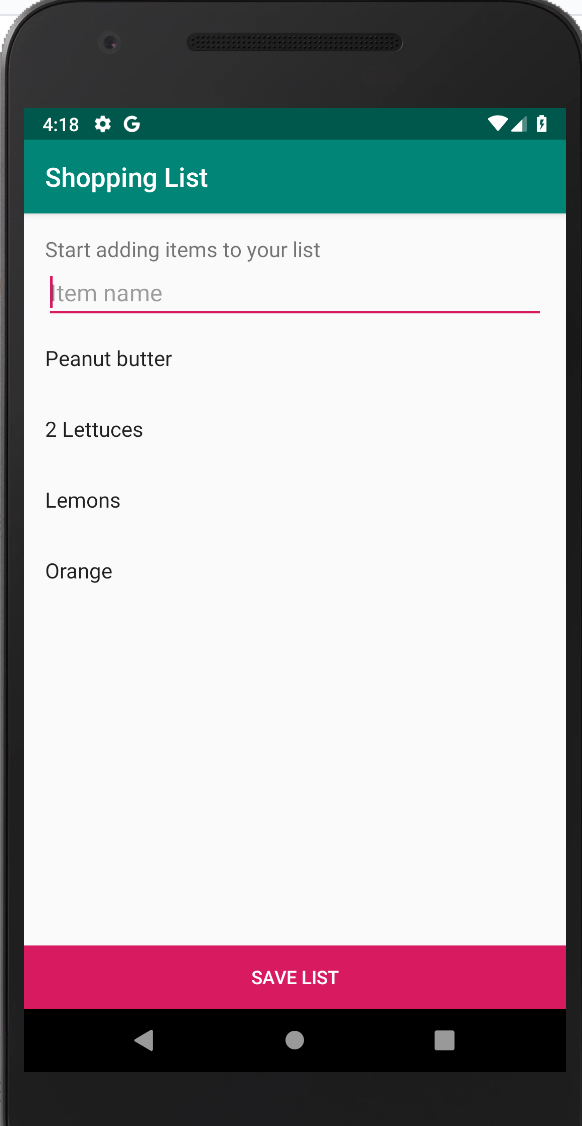 4:18 G
Shopping List
Start adding items to your list
Item name
Peanut butter
2 Lettuces
Lemons
Orange
SAVE LIST